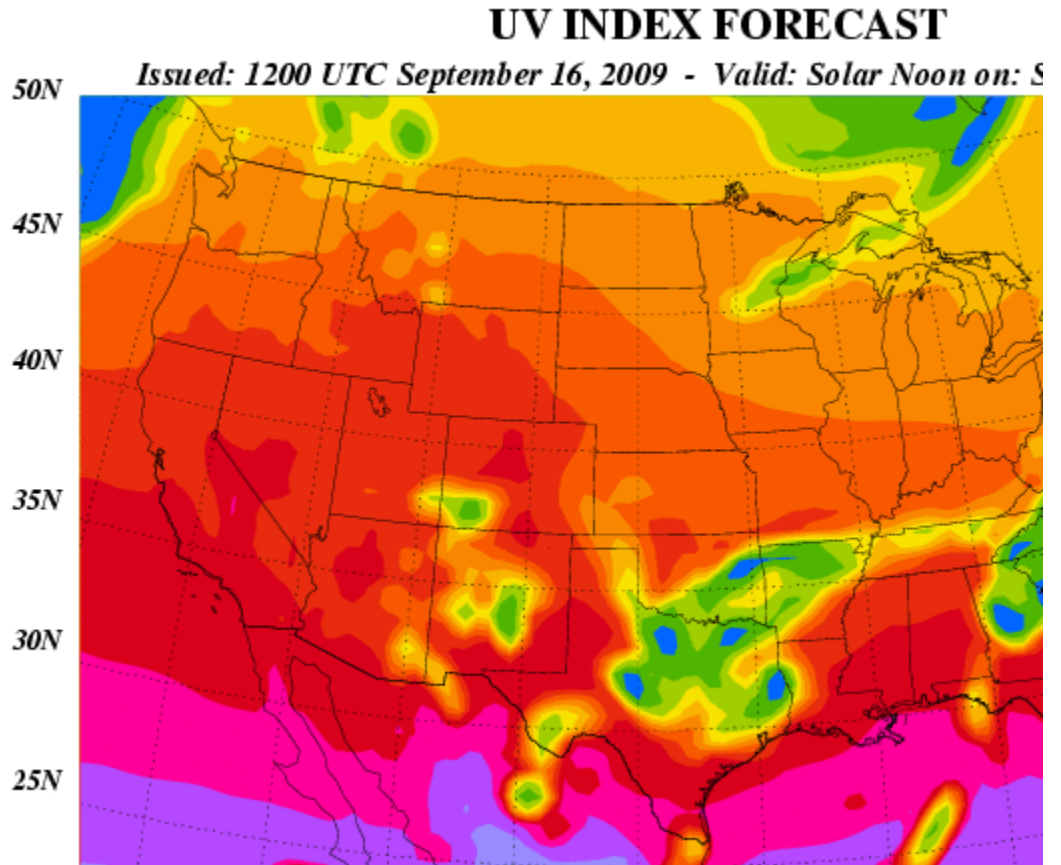 UV INDEX FORECAST
Issued: 1200 UTC September 16, 2009 - Valid: Solar Noon on: S
50N
45N
40N
35N
30N
25N